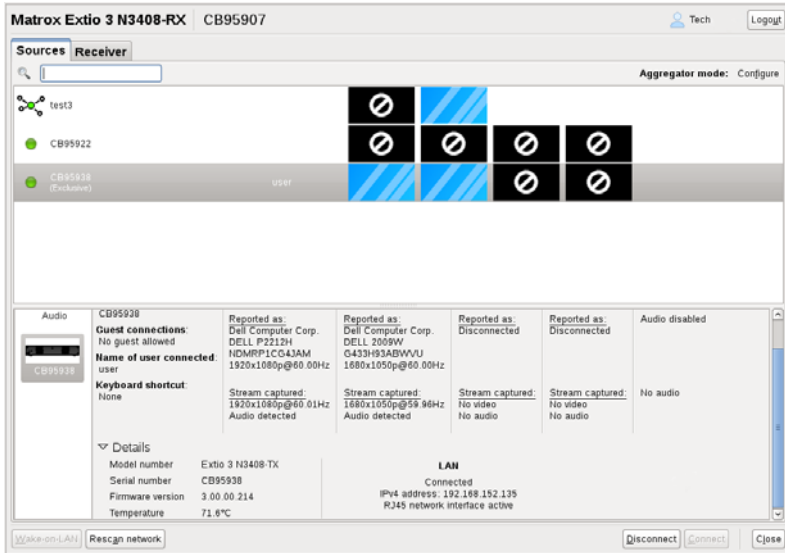 Matrox Extio 3 N3408-RX CB95907 Tech Logout
Sources Receiver
Aggregator mode: Configure
test3
CB95922
CB95938
(Exclusive)
user
Audio
CB95938
CB95938
Guest connections:
No guest allowed
Name of user connected:
user
Keyboard shortcut:
None
Reported as:
Dell Computer Corp.
DELL P2212H
NDMRP1CG4JAM
1920x1080p@60.00Hz
Stream captured:
1920x1080p@60.01Hz
Audio detected
Reported as:
Dell Computer Corp.
DELL 2009W
G433H93ABWVU
1680x1050p@60.00Hz
Stream captured:
1680x1050p@59.96Hz
Audio detected
Reported as:
Disconnected
Stream captured:
No video
No audio
Reported as:
Disconnected
Stream captured:
No video
No audio
Audio disabled
No audio
Details
Model number Extio 3 N3408-TX
Serial number CB95938
Firmware version 3.00.00.214
Temperature 71.6°C
LAN
Connected
IPv4 address: 192.168.152.135
RJ45 network interface active
Wake-on-LAN Rescan network Disconnect Connect Close